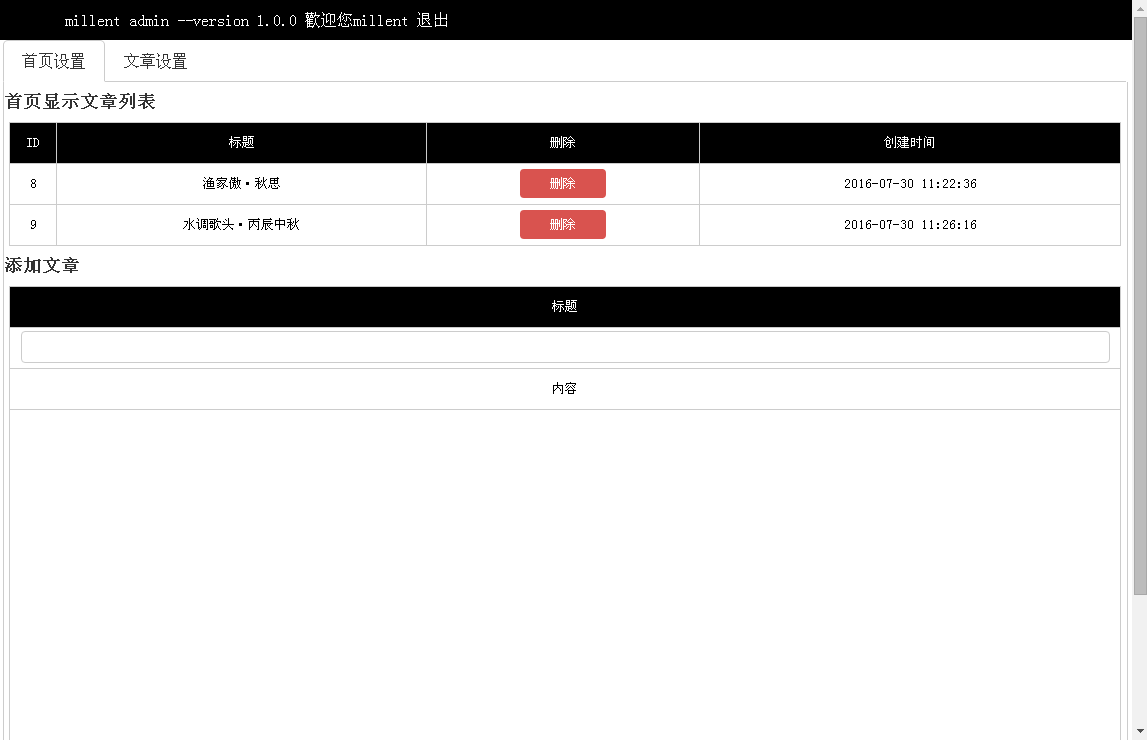 millent admin --version 1.0.0 歡迎您millent 退出
首页设置 文章设置
首页显示文章列表
ID 标题 删除 创建时间
8 渔家傲·秋思 删除 2016-07-30 11:22:36
9 水调歌头·丙辰中秋 删除 2016-07-30 11:26:16
添加文章
标题
内容